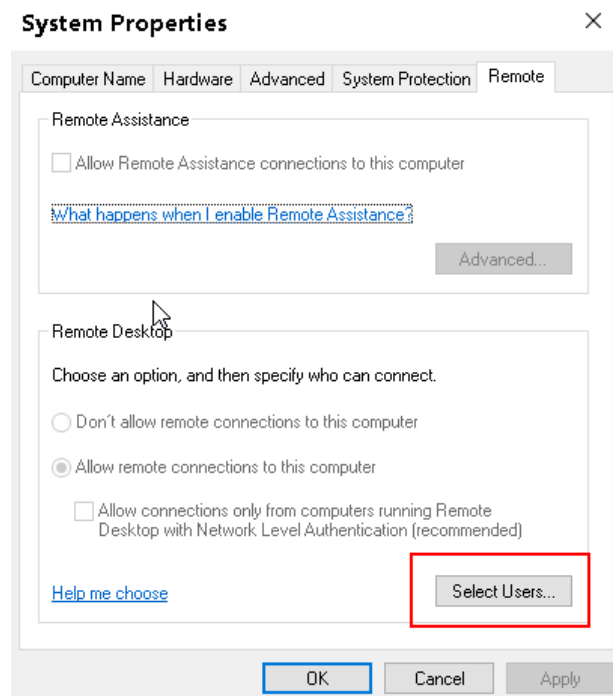 System Properties
Computer Name Hardware Advanced System Protection Remote
Remote Assistance
Allow Remote Assistance connections to this computer
What happens when I enable Remote Assistance?
Advanced...
Remote Desktop
Choose an option, and then specify who can connect.
Don´t allow remote connections to this computer
Allow remote connections to this computer
Allow connections only from computers running Remote
Desktop with Network Level Authentication (recommended)
Help me choose
Select Users...
OK Cancel Apply